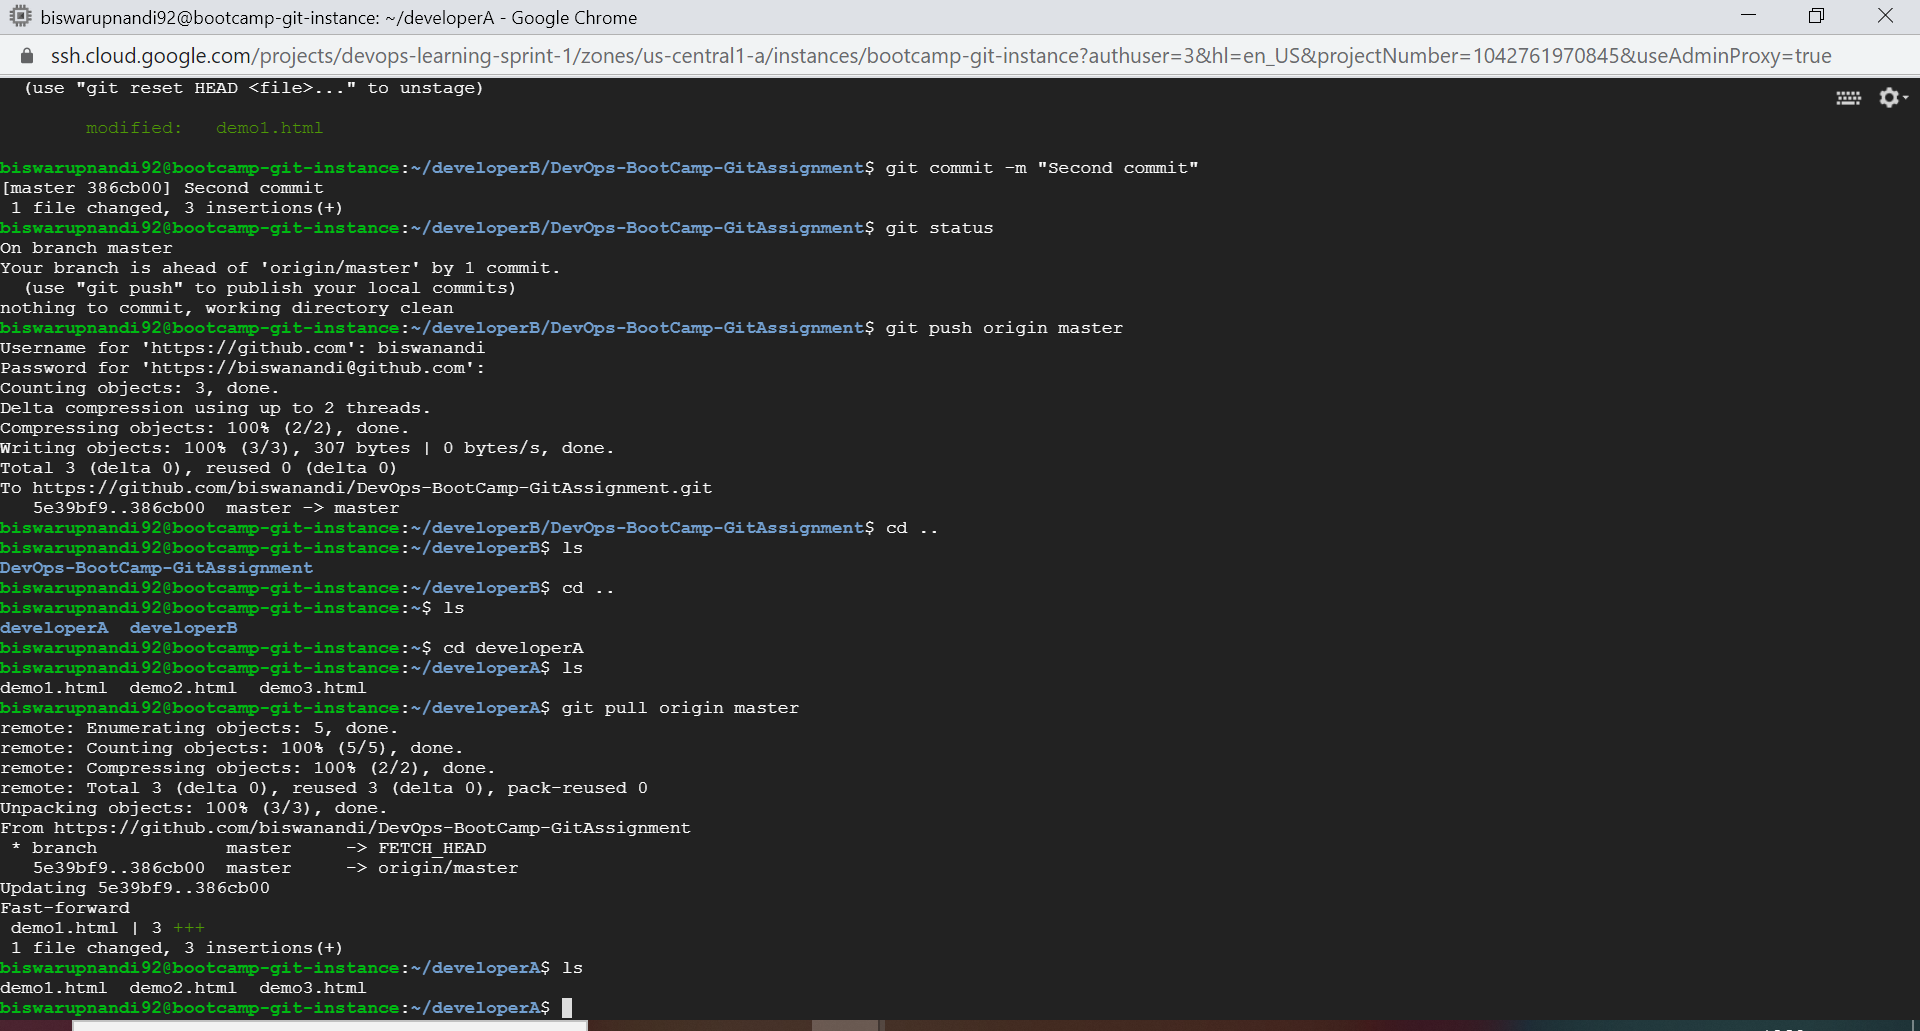 biswarupnandi92@bootcamp-git-instance: ~/developerA - Google Chrome
ssh.cloud.google.com/projects/devops-learning-sprint-1/zones/us-central1-a/instances/bootcamp-git-instance?authuser=3&hl=en_US&projectNumber=1042761970845&useAdminProxy=true
(use "git reset HEAD <file>..." to unstage)
modified:   demo1.html
biswarupnandi92@bootcamp-git-instance:~/developerB/DevOps-BootCamp-GitAssignment$ git commit -m "Second commit"
[master 386cb00] Second commit
1 file changed, 3 insertions(+)
biswarupnandi92@bootcamp-git-instance:~/developerB/DevOps-BootCamp-GitAssignment$ git status
On branch master
Your branch is ahead of 'origin/master' by 1 commit.
(use "git push" to publish your local commits)
nothing to commit, working directory clean
biswarupnandi92@bootcamp-git-instance:~/developerB/DevOps-BootCamp-GitAssignment$ git push origin master
Username for 'https://github.com': biswanandi
Password for 'https://biswanandi@github.com':
Counting objects: 3, done.
Delta compression using up to 2 threads.
Compressing objects: 100% (2/2), done.
Writing objects: 100% (3/3), 307 bytes | 0 bytes/s, done.
Total 3 (delta 0), reused 0 (delta 0)
To https://github.com/biswanandi/DevOps-BootCamp-GitAssignment.git
5e39bf9..386cb00  master -> master
biswarupnandi92@bootcamp-git-instance:~/developerB/DevOps-BootCamp-GitAssignment$ cd ..
biswarupnandi92@bootcamp-git-instance:~/developerB$ ls
DevOps-BootCamp-GitAssignment
biswarupnandi92@bootcamp-git-instance:~/developerB$ cd ..
biswarupnandi92@bootcamp-git-instance:~$ ls
developerA  developerB
biswarupnandi92@bootcamp-git-instance:~$ cd developerA
biswarupnandi92@bootcamp-git-instance:~/developerA$ ls
demo1.html  demo2.html  demo3.html
biswarupnandi92@bootcamp-git-instance:~/developerA$ git pull origin master
remote: Enumerating objects: 5, done.
remote: Counting objects: 100% (5/5), done.
remote: Compressing objects: 100% (2/2), done.
remote: Total 3 (delta 0), reused 3 (delta 0), pack-reused 0
Unpacking objects: 100% (3/3), done.
From https://github.com/biswanandi/DevOps-BootCamp-GitAssignment
* branch            master     -> FETCH_HEAD
5e39bf9..386cb00  master     -> origin/master
Updating 5e39bf9..386cb00
Fast-forward
demo1.html | 3 +++
1 file changed, 3 insertions(+)
biswarupnandi92@bootcamp-git-instance:~/developerA$ ls
demo1.html  demo2.html  demo3.html
biswarupnandi92@bootcamp-git-instance:~/developerA$